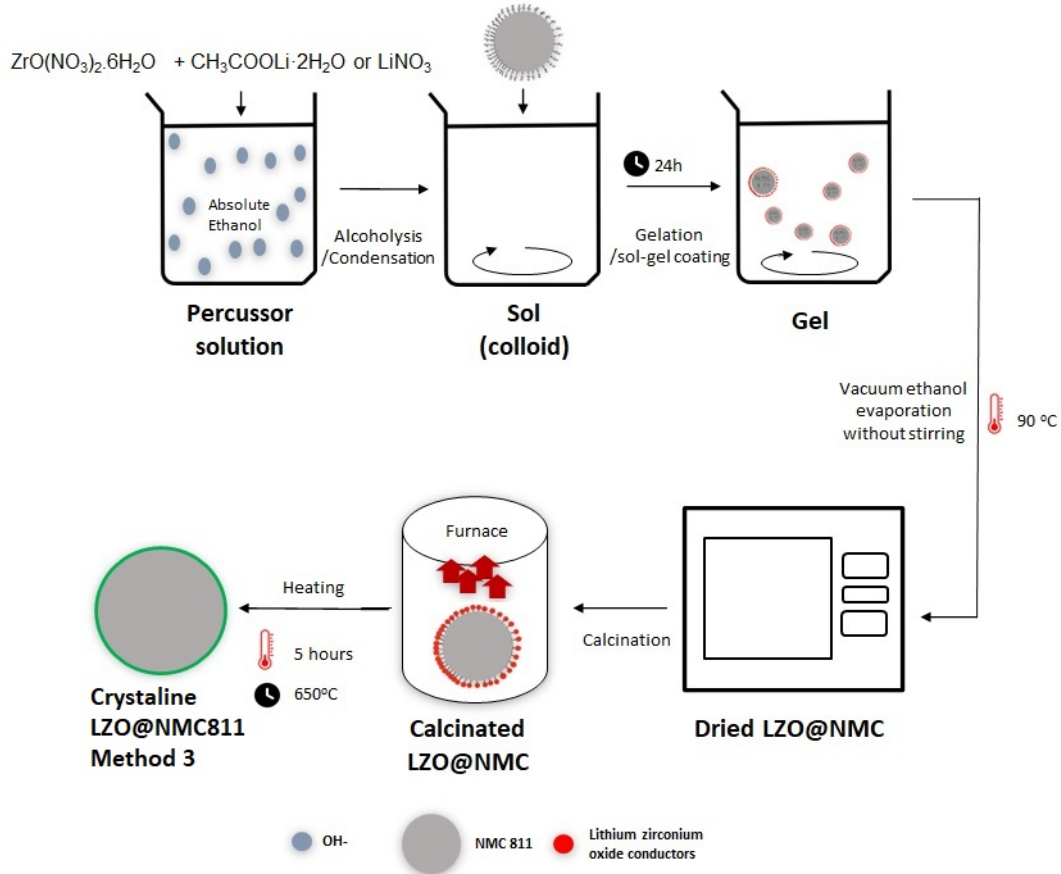 ZrO(NO₃)₂.6H₂O + CH₃COOLi·2H₂O or LiNO₃
Absolute
Ethanol
Alcoholysis
/Condensation
24h
Gelation
/sol-gel coating
Percussor
solution
Sol
(colloid)
Gel
Vacuum ethanol
evaporation
without stirring
90 °C
Furnace
Heating
5 hours
650°C
Calcination
Crystaline
LZO@NMC811
Method 3
Calcinated
LZO@NMC
Dried LZO@NMC
OH-
NMC 811
Lithium zirconium
oxide conductors